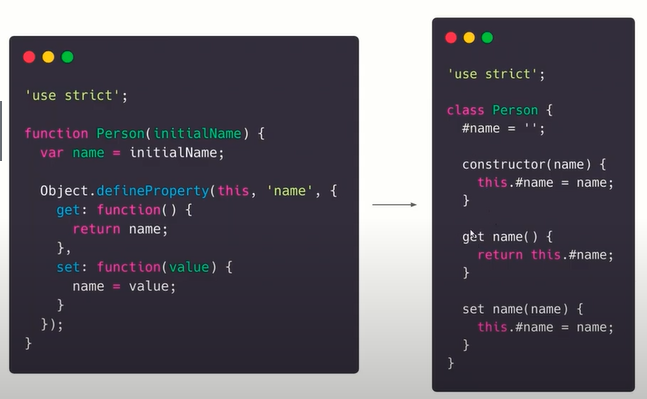 'use strict';
function Person(initialName) {
var name = initialName;
Object.defineProperty(this, 'name', {
get: function() {
return name;
},
set: function(value) {
name = value;
}
});
}
'use strict';
class Person {
#name = '';
constructor(name) {
this.#name = name;
}
get name() {
return this.#name;
}
set name(name) {
this.#name = name;
}
}